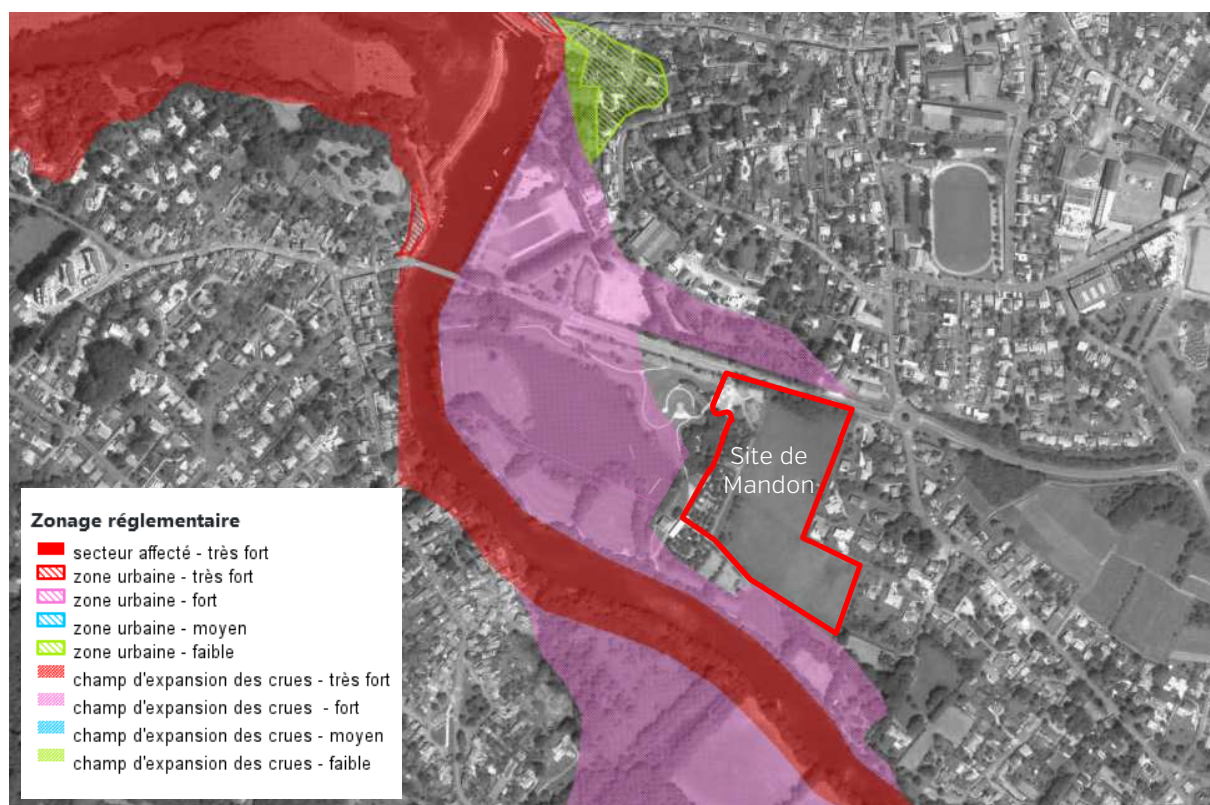 Site de
Mandon
Zonage réglementaire
secteur affecté - très fort
zone urbaine - très fort
zone urbaine - fort
zone urbaine - moyen
zone urbaine - faible
champ d'expansion des crues - très fort
champ d'expansion des crues - fort
champ d'expansion des crues - moyen
champ d'expansion des crues - faible